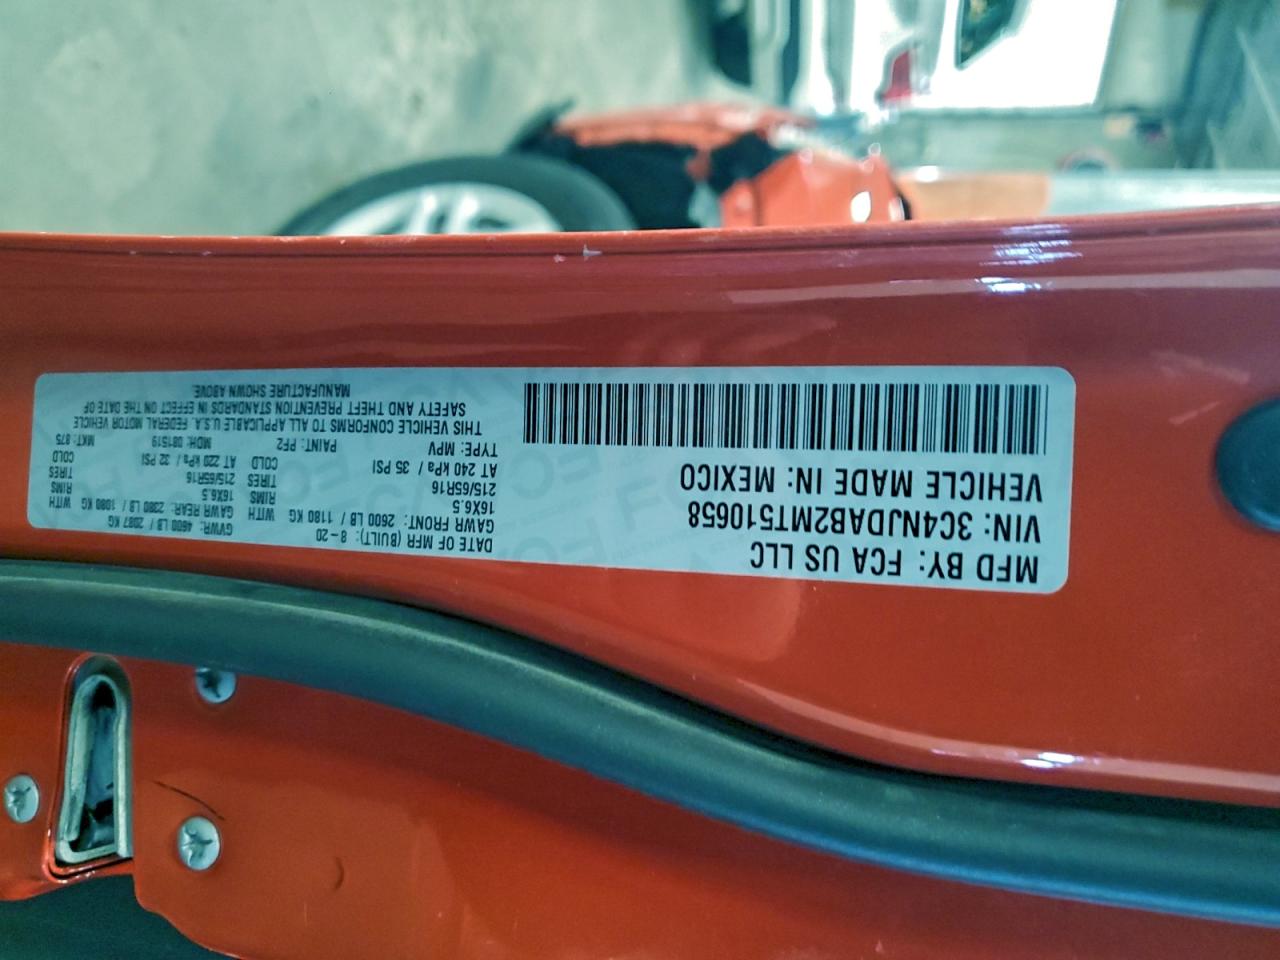 MFD BY: FCA US LLC
VIN: 3C4NJDAB2MT510658
VEHICLE MADE IN: MEXICO
DATE OF MFR (BUILT): 8-20 GVWR: 4600 LB / 2087 KG
GAWR FRONT: 2600 LB / 1180 KG WITH GAWR REAR: 2380 LB / 1080 KG WITH
16X6.5 RIMS 16X6.5 RIMS
215/65R16 TIRES 215/65R16 TIRES
AT 240 kPa / 35 PSI COLD AT 220 kPa / 32 PSI COLD
TYPE: MPV PAINT: PF2 MDH: 081519 MKT: 875
THIS VEHICLE CONFORMS TO ALL APPLICABLE U.S.A. FEDERAL MOTOR VEHICLE
SAFETY AND THEFT PREVENTION STANDARDS IN EFFECT ON THE DATE OF
MANUFACTURE SHOWN ABOVE.